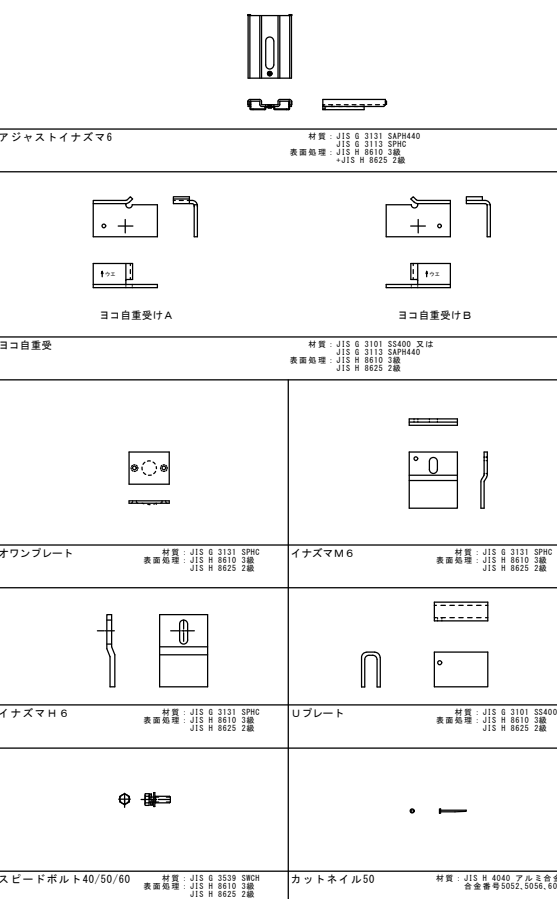 アジャストイナズマ6
材質：JIS G 3131 SAPH440
JIS G 3113 SPHC
表面処理：JIS H 8610 3級
+JIS H 8625 2級
ウエ
ウエ
ヨコ自重受けA
ヨコ自重受けB
ヨコ自重受
材質：JIS G 3101 SS400 又は
JIS G 3113 SAPH440
表面処理：JIS H 8610 3級
JIS H 8625 2級
オワンプレート
材質：JIS G 3131 SPHC
表面処理：JIS H 8610 3級
JIS H 8625 2級
イナズマM6
材質：JIS G 3131 SPHC
表面処理：JIS H 8610 3級
JIS H 8625 2級
イナズマH6
材質：JIS G 3131 SPHC
表面処理：JIS H 8610 3級
JIS H 8625 2級
Uプレート
材質：JIS G 3101 SS400
表面処理：JIS H 8610 3級
JIS H 8625 2級
スピードボルト40/50/60
材質：JIS G 3539 SWCH
表面処理：JIS H 8610 3級
JIS H 8625 2級
カットネイル50
材質：JIS H 4040 アルミ合金
合金番号5052,5056,60